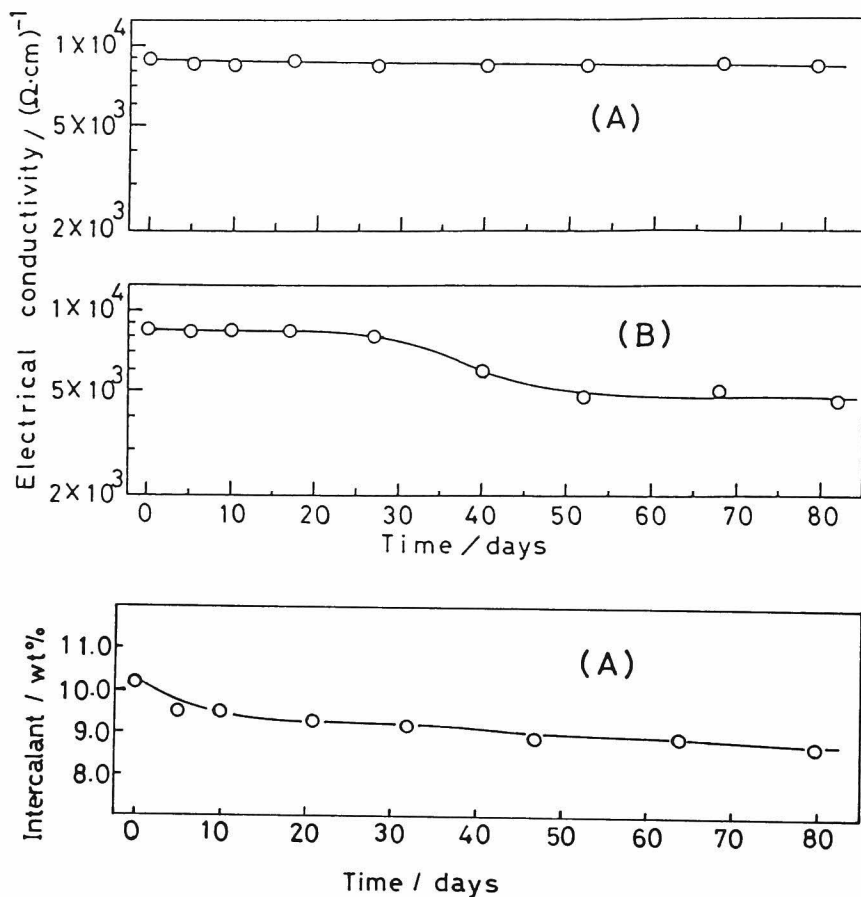 Electrical conductivity / (Ω·cm)⁻¹
1×10⁴
5×10³
2×10³
(A)
1×10⁴
5×10³
2×10³
(B)
0 10 20 30 40 50 60 70 80
Time / days
Intercalant / wt%
11.0
10.0
9.0
8.0
(A)
0 10 20 30 40 50 60 70 80
Time / days